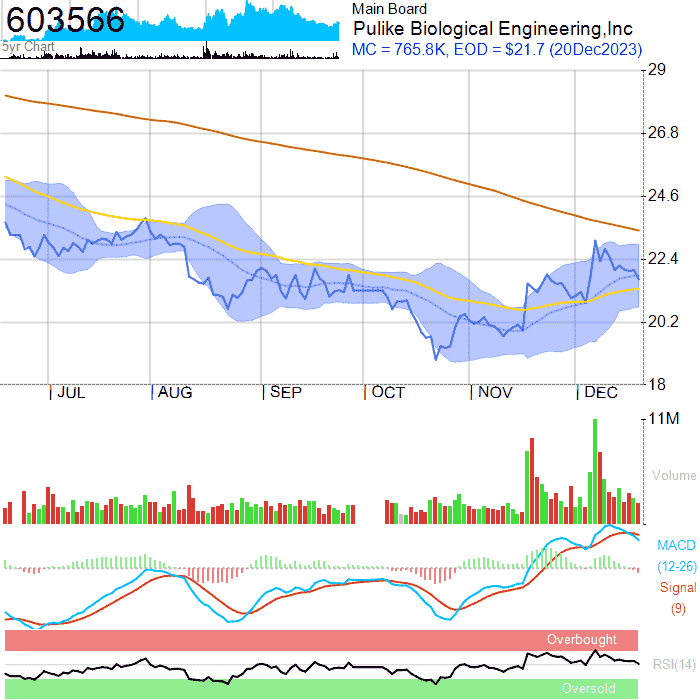 603566
5yr Chart
Main Board
Pulike Biological Engineering,Inc
MC = 765.8K, EOD = $21.7 (20Dec2023)
29
26.8
24.6
22.4
20.2
18
JUL AUG SEP OCT NOV DEC
11M
Volume
MACD
(12-26)
Signal
(9)
Overbought
RSI(14)
Oversold